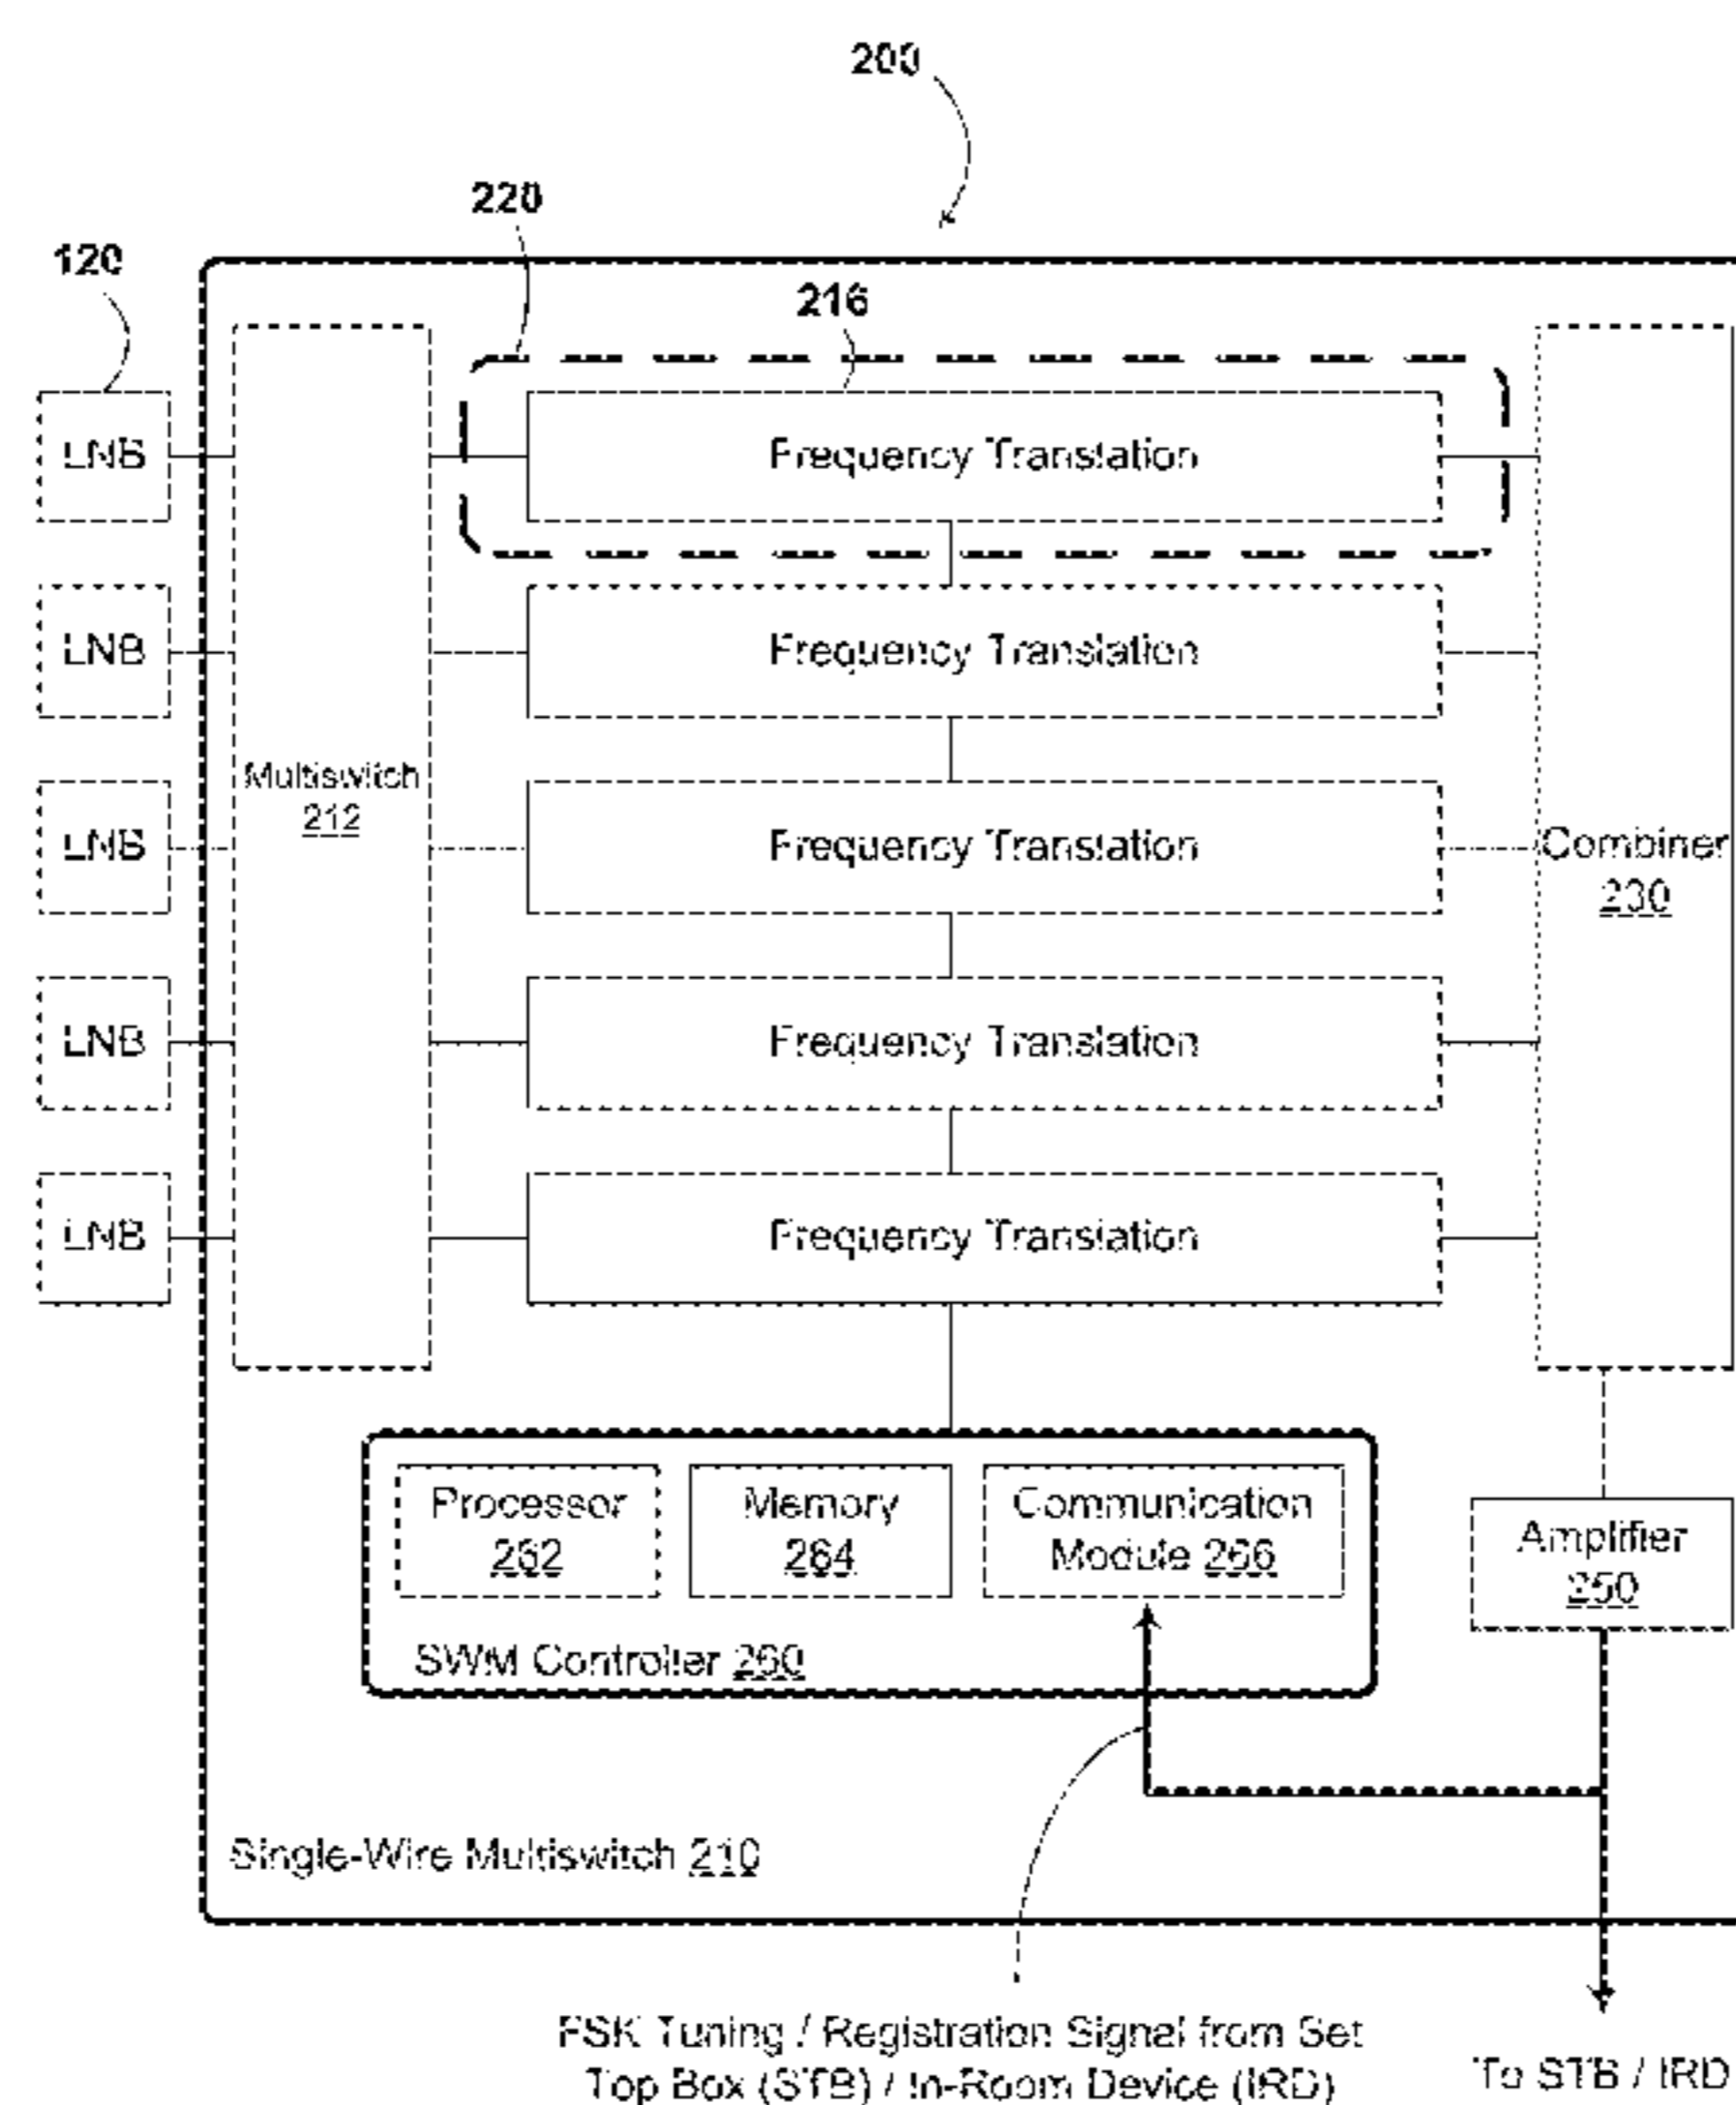 200
220
120
216
LNB
Frequency Translation
LNB
Frequency Translation
Multiswitch
212
LNB
Frequency Translation
Combiner
230
LNB
Frequency Translation
LNB
Frequency Translation
Processor
262
Memory
264
Communication
Module 266
Amplifier
250
SWM Controller 260
Single-Wire Multiswitch 210
FSK Tuning / Registration Signal from Set
Top Box (STB) / In-Room Device (IRD)
To STB / IRD